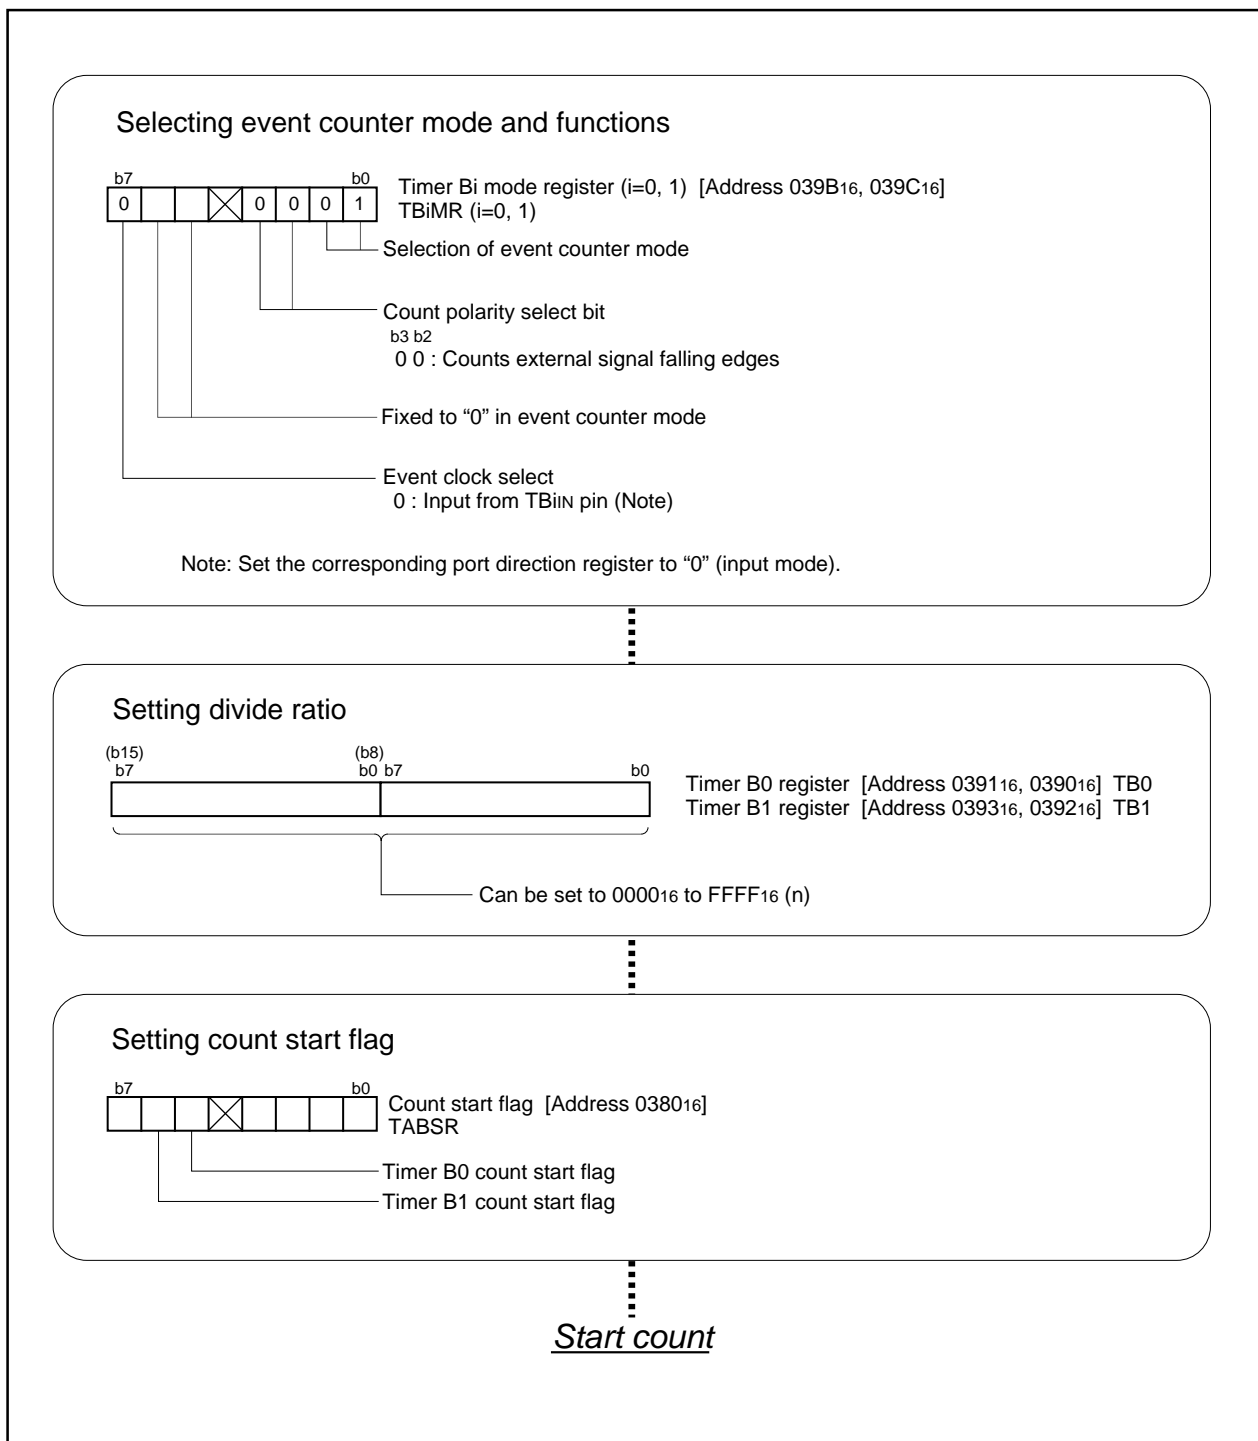 Selecting event counter mode and functions
b7 b0
0 0 0 0 1
Timer Bi mode register (i=0, 1) [Address 039B16, 039C16]
TBiMR (i=0, 1)
Selection of event counter mode
Count polarity select bit
b3 b2
0 0 : Counts external signal falling edges
Fixed to “0” in event counter mode
Event clock select
0 : Input from TBiIN pin (Note)
Note: Set the corresponding port direction register to “0” (input mode).
Setting divide ratio
(b15) (b8)
b7 b0 b7 b0
Timer B0 register [Address 039116, 039016] TB0
Timer B1 register [Address 039316, 039216] TB1
Can be set to 000016 to FFFF16 (n)
Setting count start flag
b7 b0
Count start flag [Address 038016]
TABSR
Timer B0 count start flag
Timer B1 count start flag
Start count